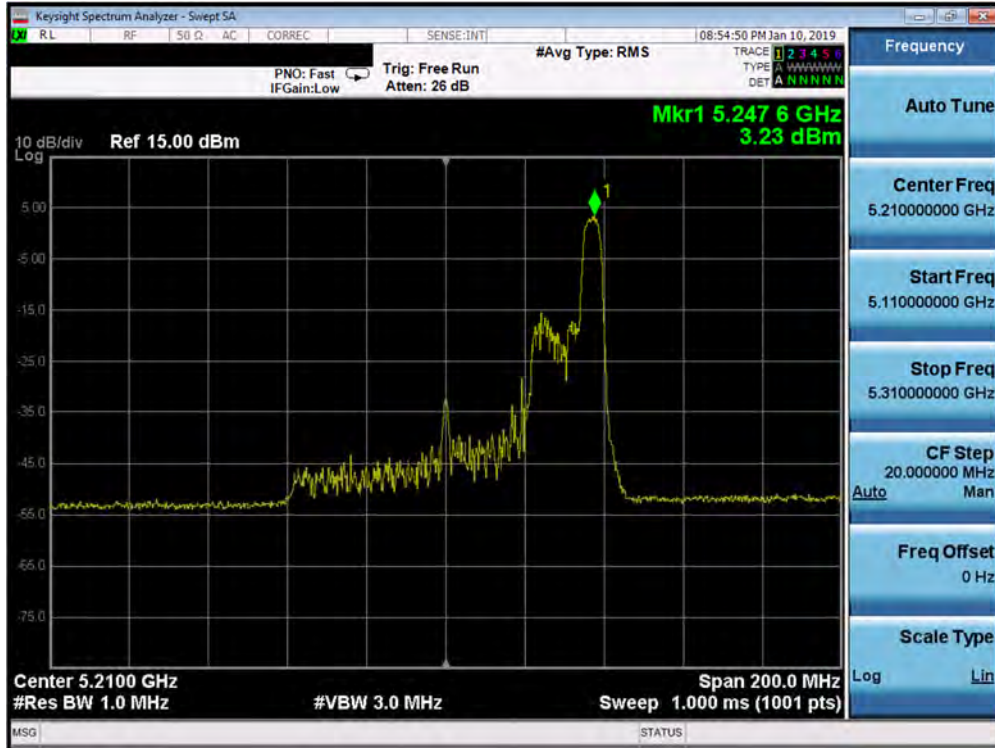 Keysight Spectrum Analyzer - Swept SA
LXI RL RF 50 Ω AC CORREC SENSE:INT 08:54:50 PM Jan 10, 2019
#Avg Type: RMS TRACE 1 2 3 4 5 6
PNO: Fast Trig: Free Run TYPE A WWWWW
IFGain:Low Atten: 26 dB DET A N N N N N
Mkr1 5.247 6 GHz
10 dB/div Ref 15.00 dBm 3.23 dBm
Log
1
5.00
-5.00
-15.0
-25.0
-35.0
-45.0
-55.0
-65.0
-75.0
Center 5.2100 GHz Span 200.0 MHz
#Res BW 1.0 MHz #VBW 3.0 MHz Sweep 1.000 ms (1001 pts)
MSG STATUS
Frequency
Auto Tune
Center Freq
5.210000000 GHz
Start Freq
5.110000000 GHz
Stop Freq
5.310000000 GHz
CF Step
20.000000 MHz
Auto Man
Freq Offset
0 Hz
Scale Type
Log Lin